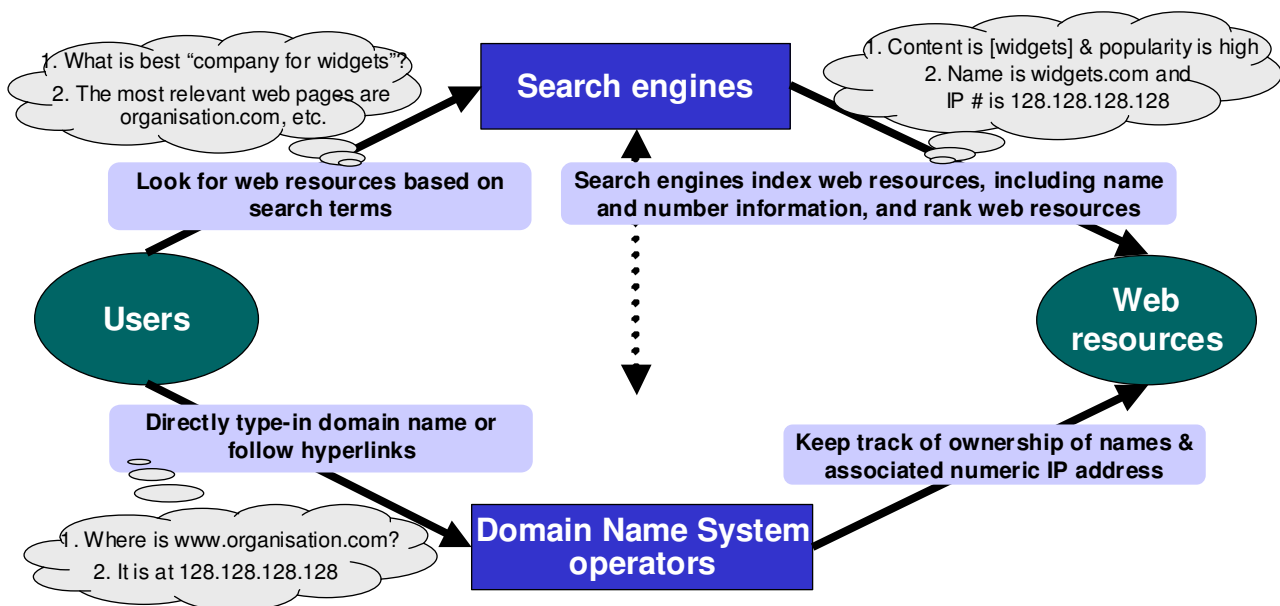 1. What is best “company for widgets”?
2. The most relevant web pages are
organisation.com, etc.
Search engines
1. Content is [widgets] & popularity is high
2. Name is widgets.com and
IP # is 128.128.128.128
Look for web resources based on
search terms
Search engines index web resources, including name
and number information, and rank web resources
Users
Web
resources
Directly type-in domain name or
follow hyperlinks
Keep track of ownership of names &
associated numeric IP address
1. Where is www.organisation.com?
2. It is at 128.128.128.128
Domain Name System
operators